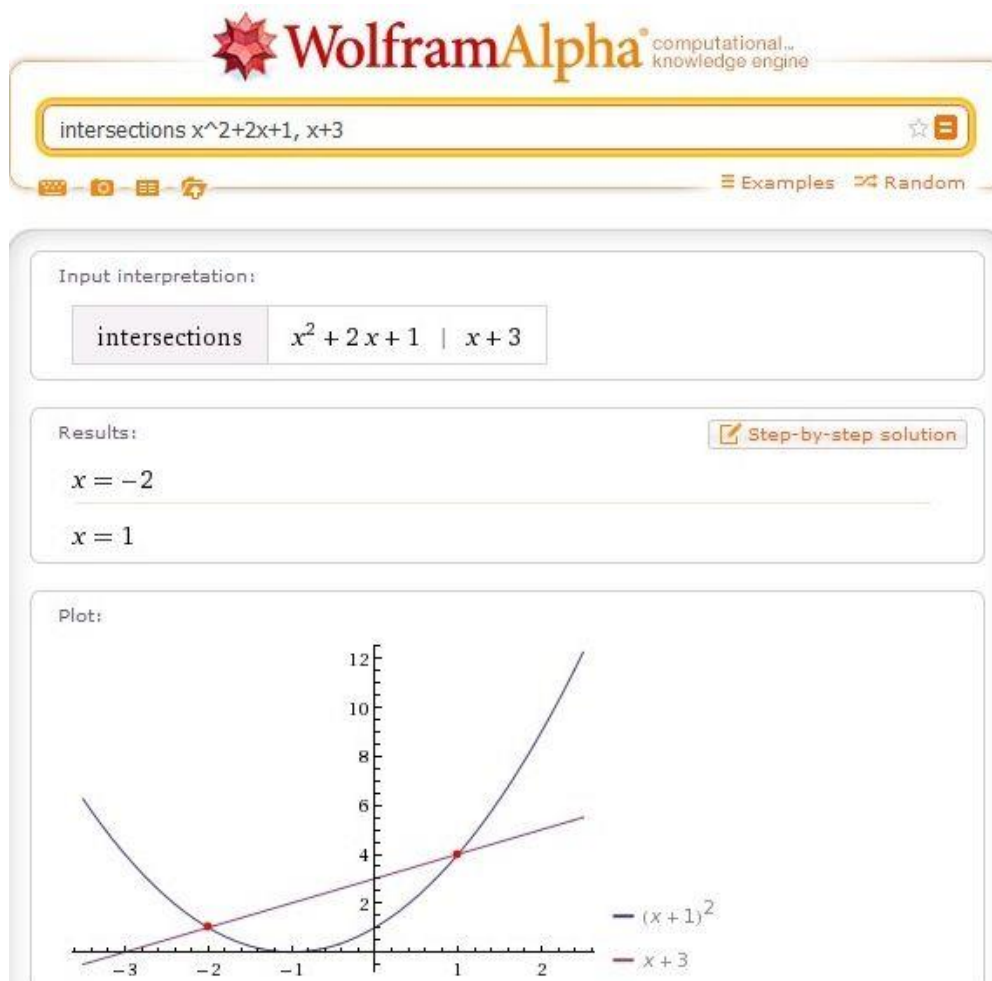 WolframAlpha computational... knowledge engine
intersections x^2+2x+1, x+3
Examples Random
Input interpretation:
intersections x² + 2 x + 1 | x + 3
Results:
Step-by-step solution
x = −2
x = 1
Plot:
12
10
8
6
4
2
−3 −2 −1 1 2
(x + 1)²
x + 3